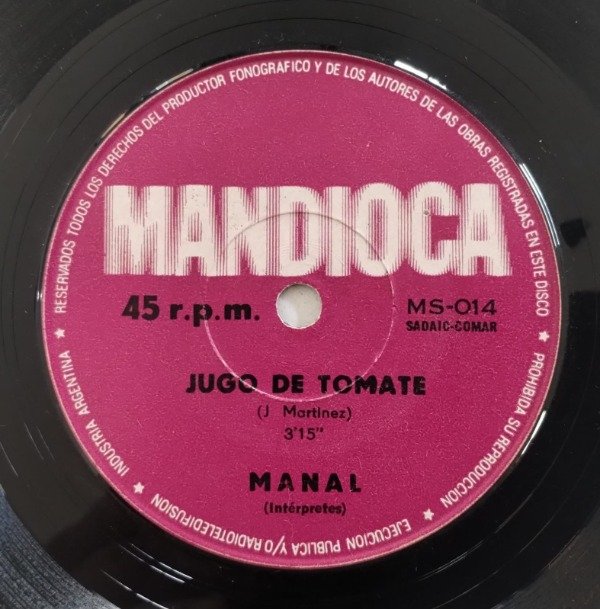 RESERVADOS TODOS LOS DERECHOS DEL PRODUCTOR FONOGRAFICO Y DE LOS AUTORES DE LAS OBRAS REGISTRADAS EN ESTE DISCO ★ PROHIBIDA SU REPRODUCCION ★ EJECUCION PUBLICA Y/O RADIOTELEDIFUSION ★ INDUSTRIA ARGENTINA ★
MANDIOCA
45 r.p.m.
MS-014
SADAIC-COMAR
JUGO DE TOMATE
(J Martinez)
3'15"
MANAL
(Intérpretes)